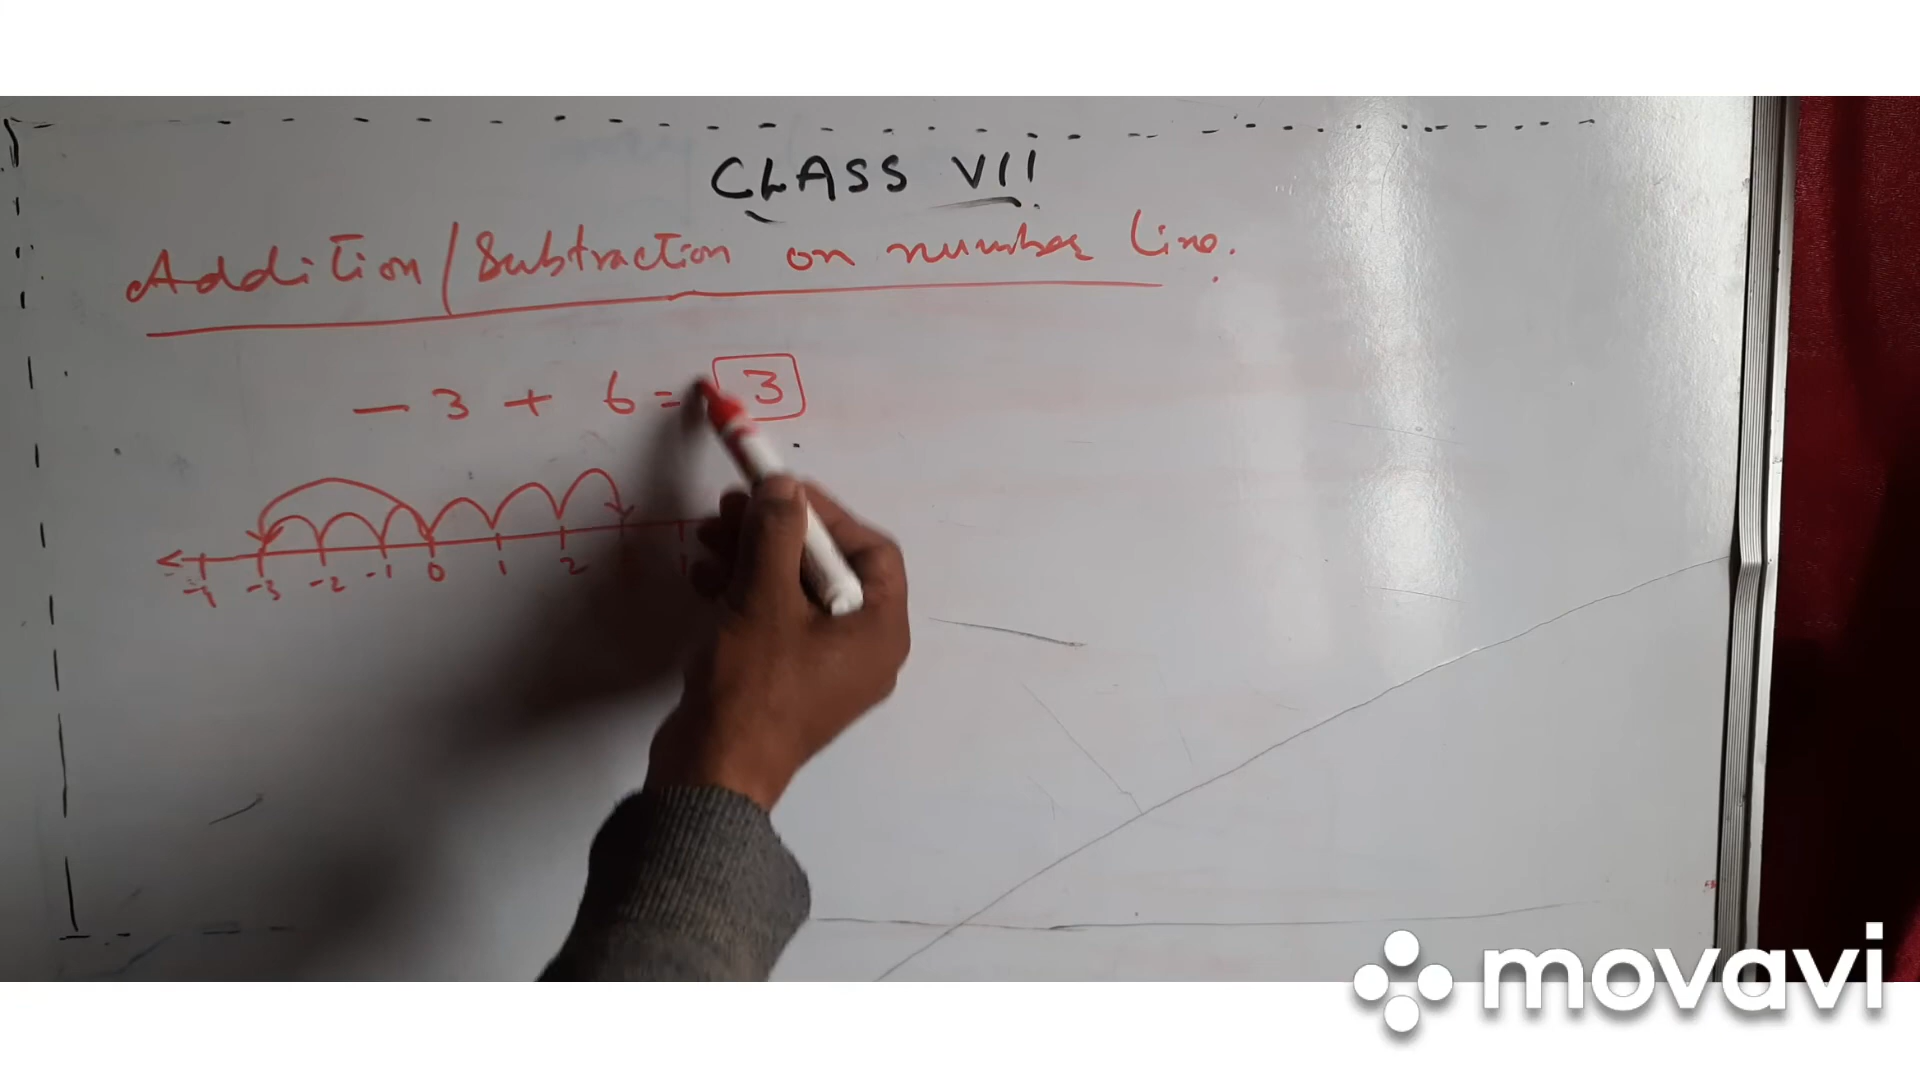 CLASS VII
Addition/Subtraction on number line.
- 3 + 6 = 3
-4 -3 -2 -1 0 1 2
movavi